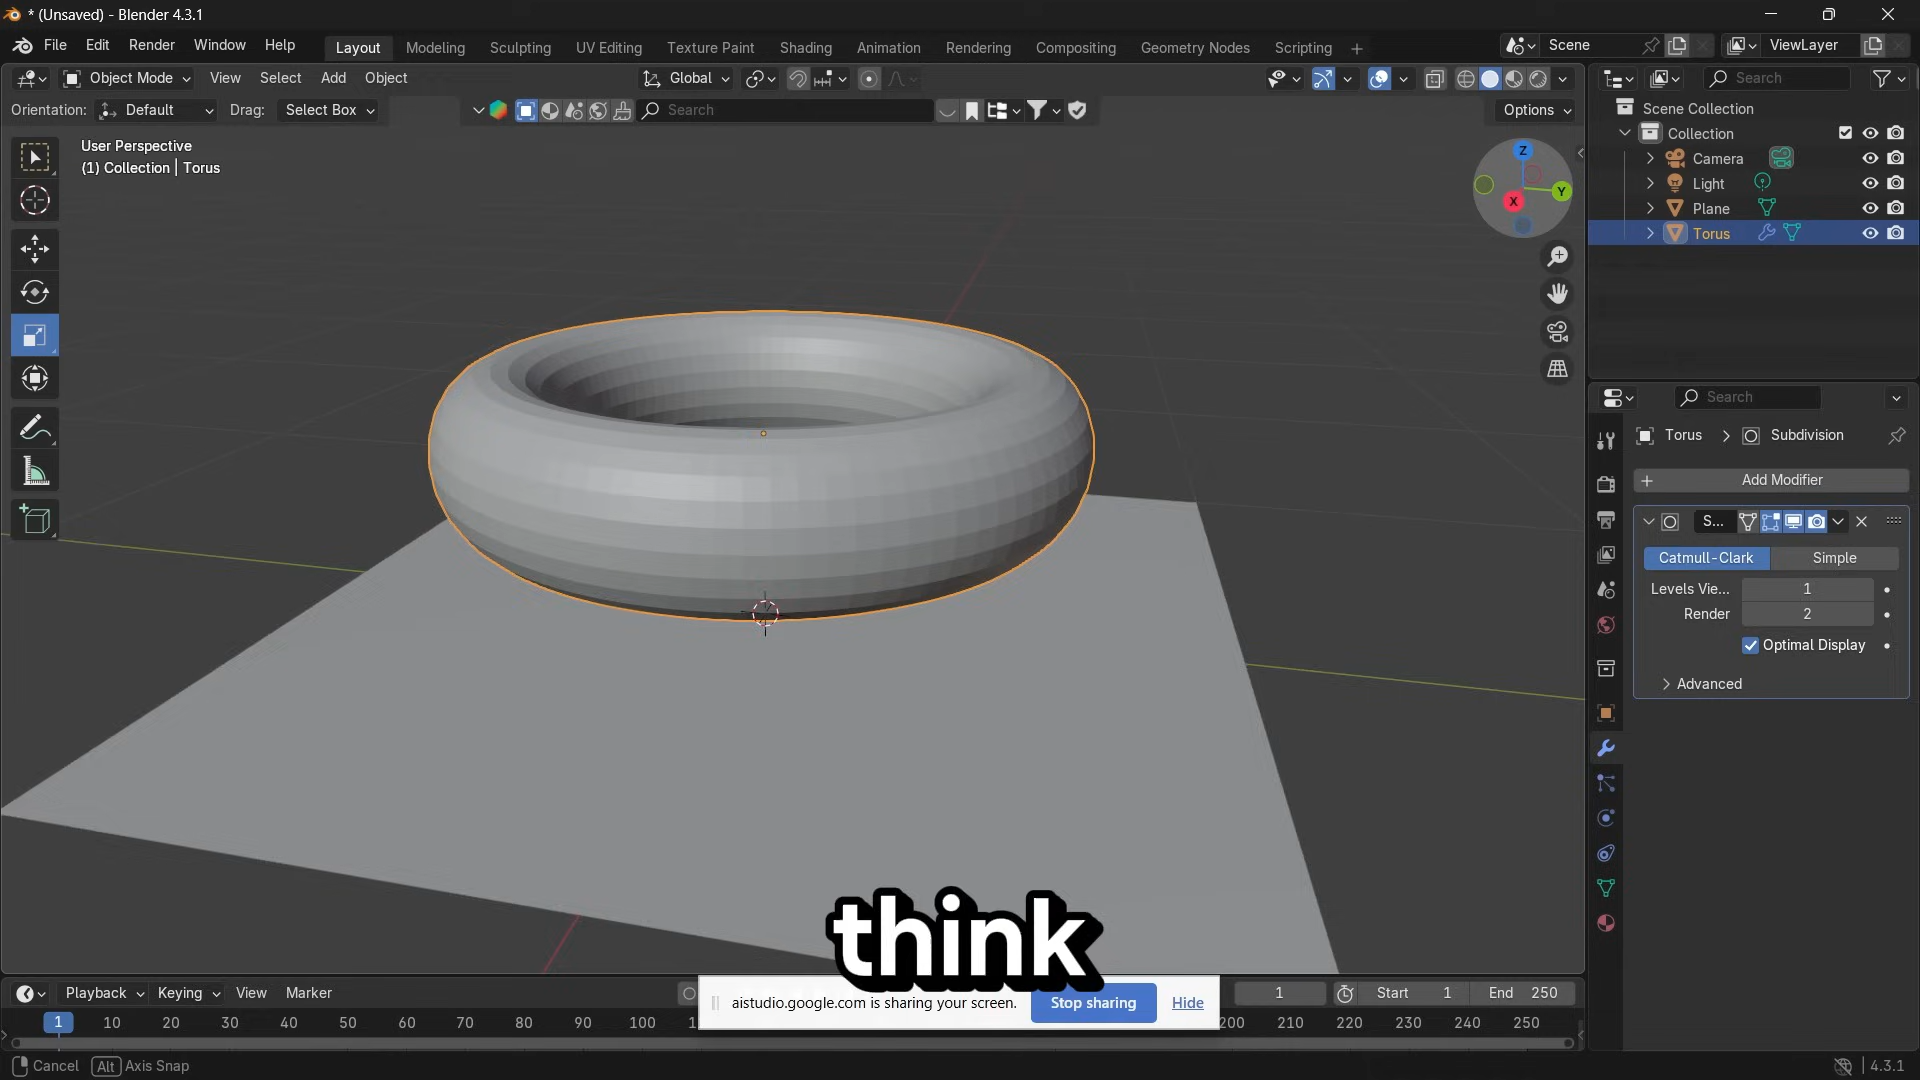 * (Unsaved) - Blender 4.3.1
File Edit Render Window Help Layout Modeling Sculpting UV Editing Texture Paint Shading Animation Rendering Compositing Geometry Nodes Scripting + Scene ViewLayer
Object Mode View Select Add Object Global Search
Orientation: Default Drag: Select Box Search Options
User Perspective
(1) Collection | Torus
Z
Y
X
Scene Collection
Collection
Camera
Light
Plane
Torus
Search
Torus > Subdivision
+ Add Modifier
S...
Catmull-Clark Simple
Levels Vie... 1
Render 2
Optimal Display
Advanced
think
Playback Keying View Marker 1 Start 1 End 250
aistudio.google.com is sharing your screen. Stop sharing Hide
1 10 20 30 40 50 60 70 80 90 100 1 200 210 220 230 240 250
Cancel Alt Axis Snap 4.3.1